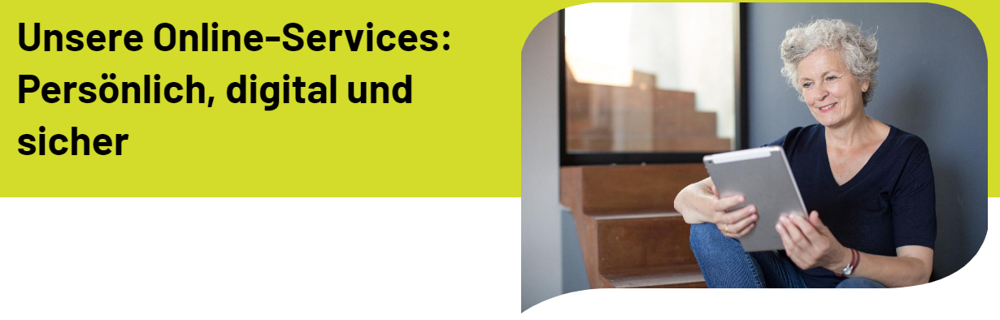 Unsere Online-Services:
Persönlich, digital und
sicher